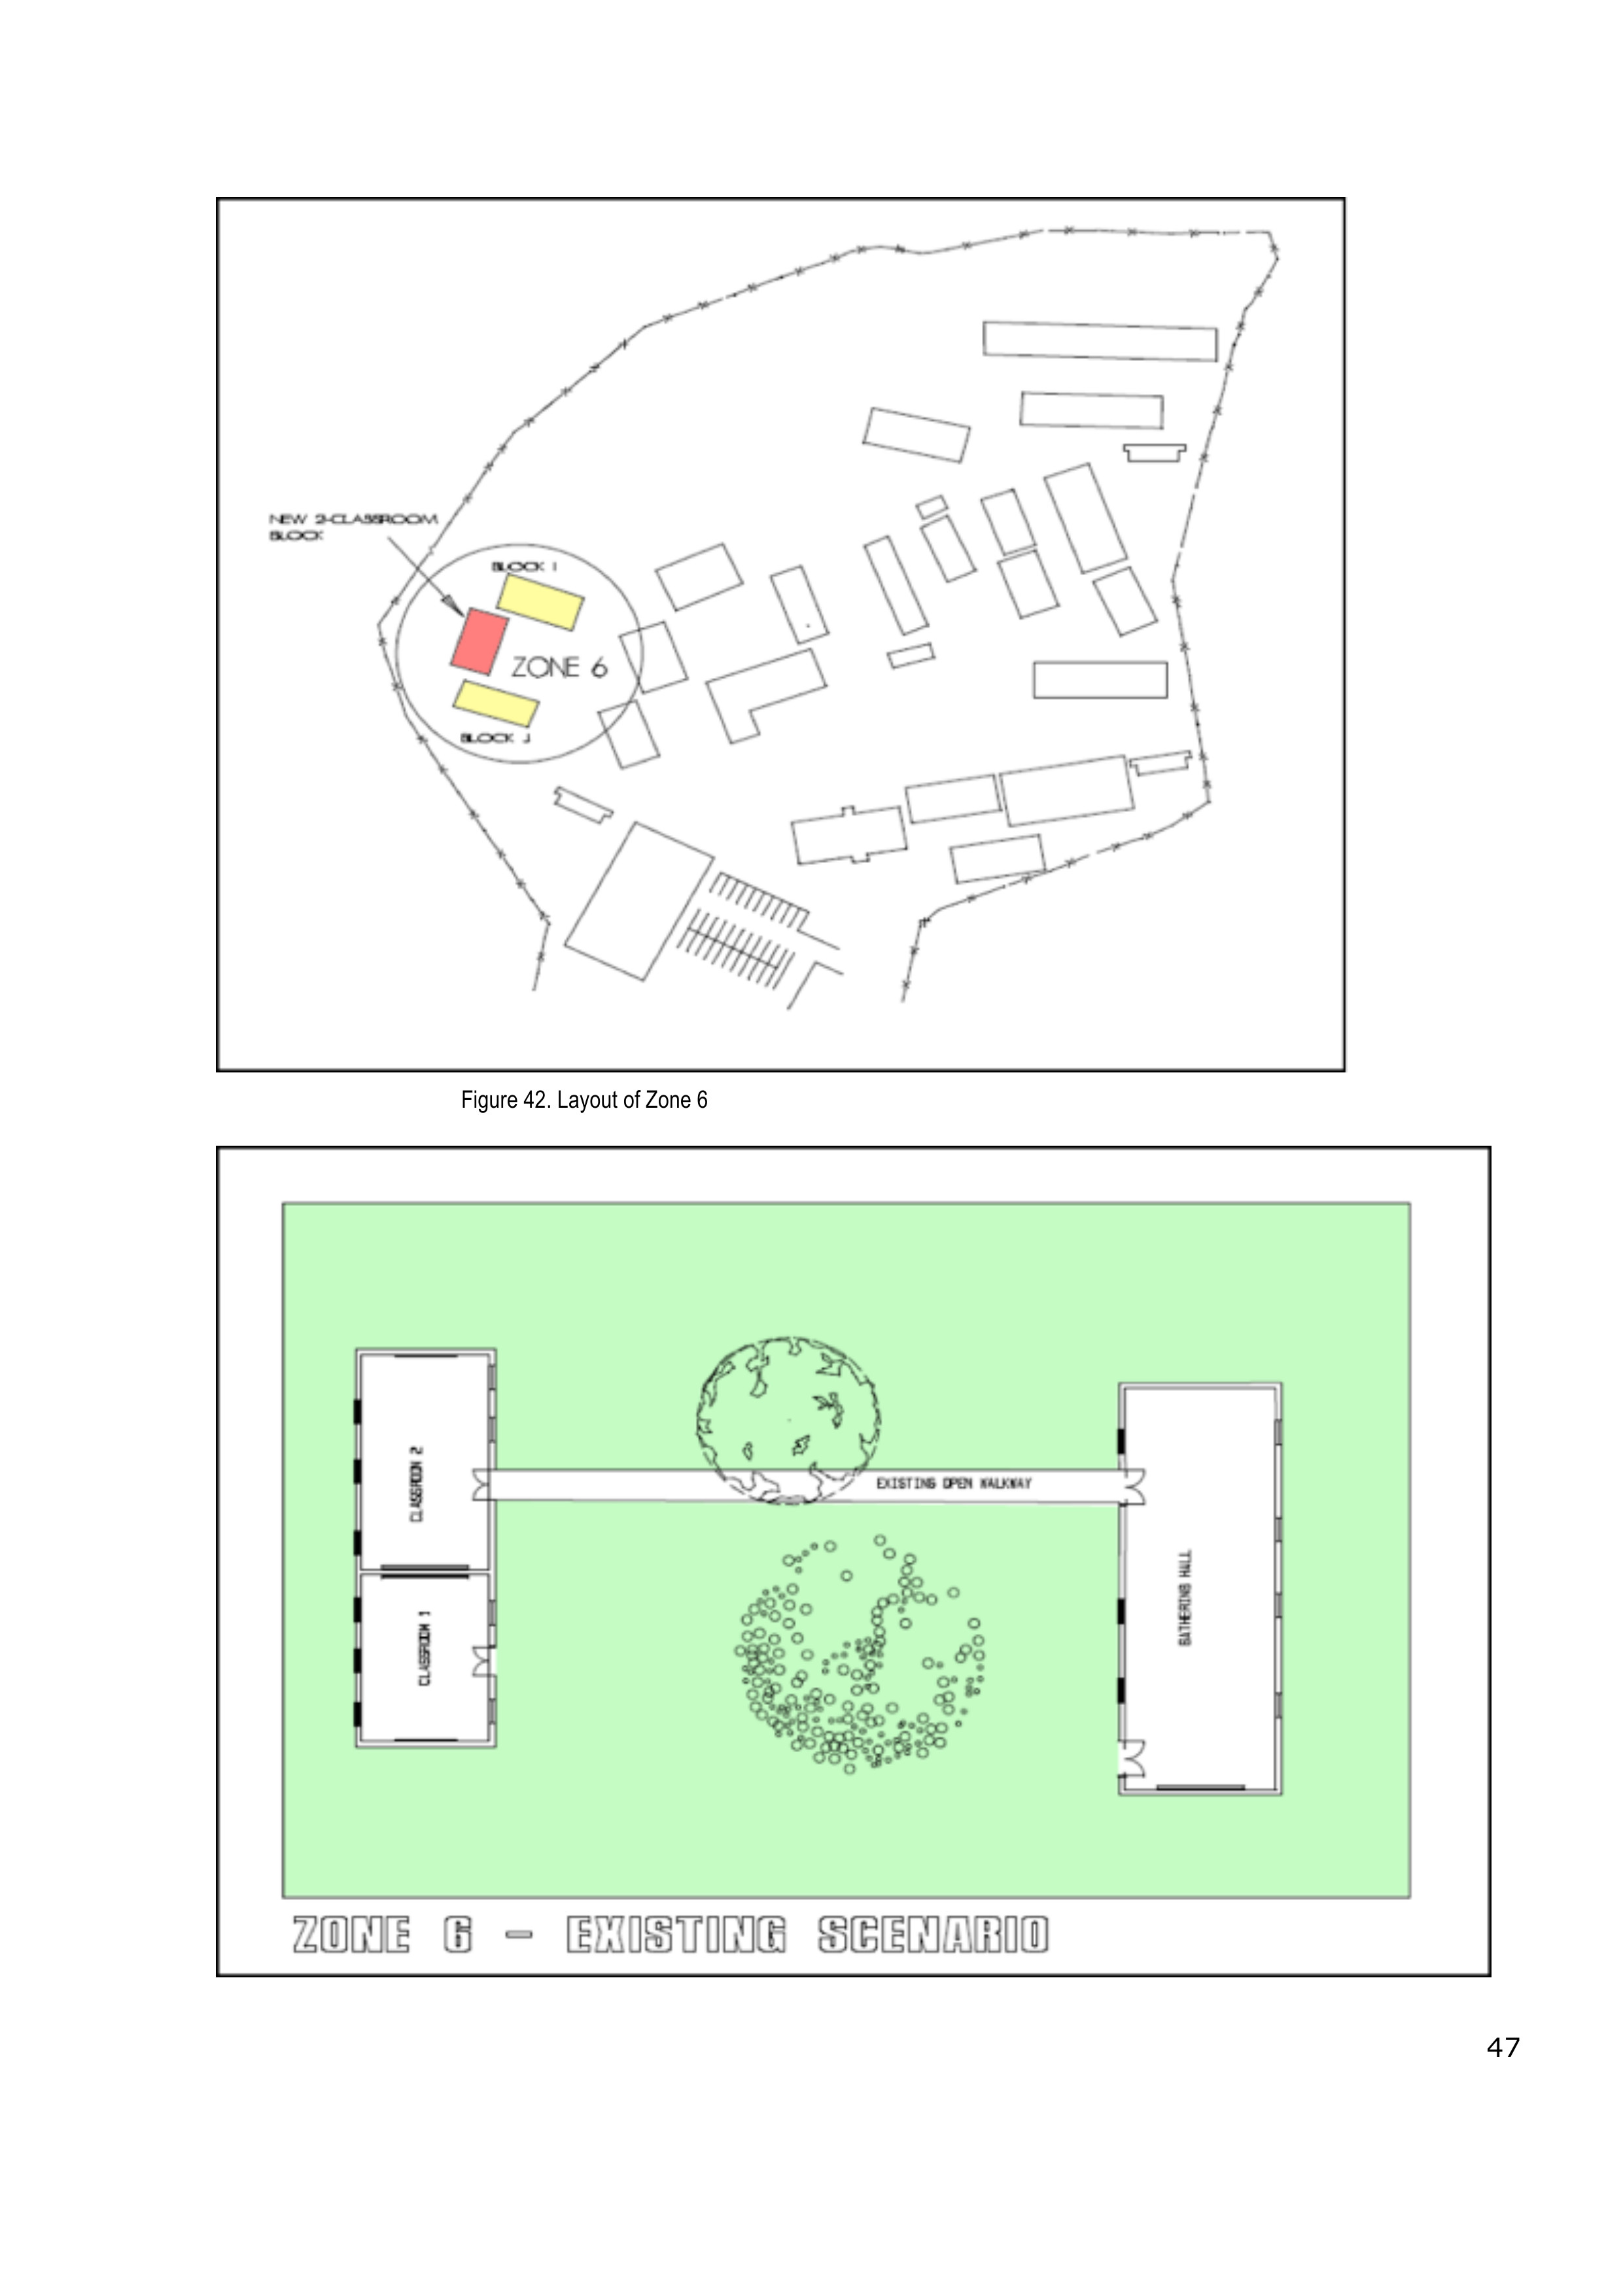 NEW 2-CLASSROOM
BLOCK
BLOCK I
ZONE 6
BLOCK J
Figure 42. Layout of Zone 6
CLASSROOM 2
EXISTING OPEN WALKWAY
GATHERING HALL
CLASSROOM 1
ZONE 6 - EXISTING SCENARIO
47